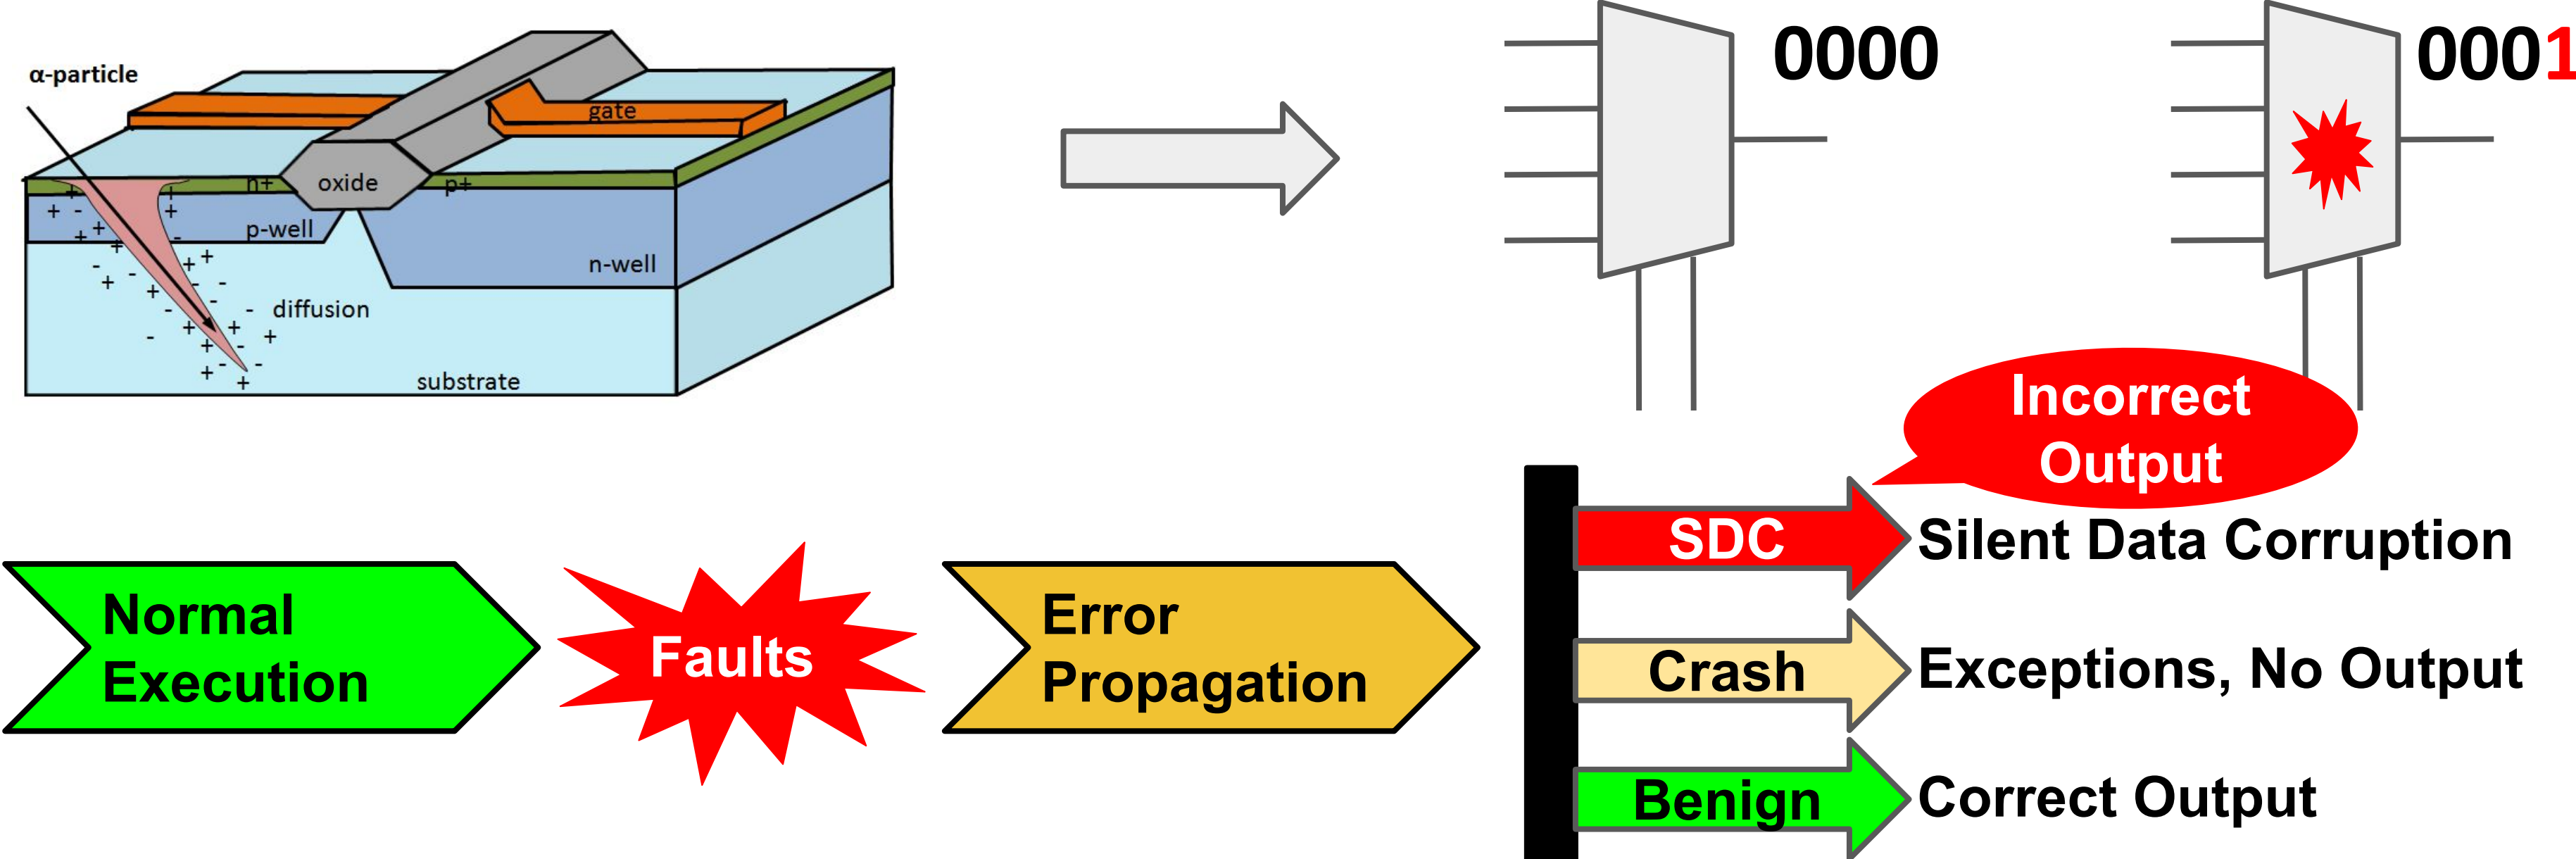 α-particle
gate
n+
oxide
p+
p-well
n-well
diffusion
substrate
0000
0001
Incorrect
Output
Normal
Execution
Faults
Error
Propagation
SDC
Silent Data Corruption
Crash
Exceptions, No Output
Benign
Correct Output